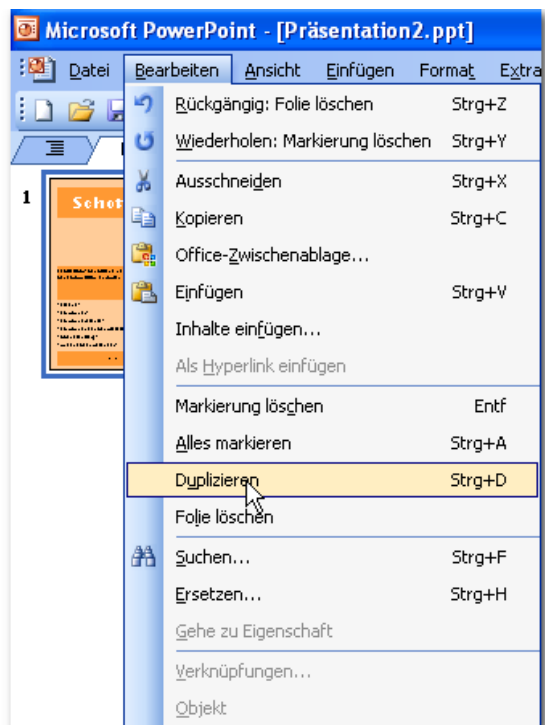 Microsoft PowerPoint - [Präsentation2.ppt]
Datei Bearbeiten Ansicht Einfügen Format Extra
Rückgängig: Folie löschen Strg+Z
Wiederholen: Markierung löschen Strg+Y
1
Schot
Ausschneiden Strg+X
Kopieren Strg+C
Office-Zwischenablage...
Einfügen Strg+V
Inhalte einfügen...
Als Hyperlink einfügen
Markierung löschen Entf
Alles markieren Strg+A
Duplizieren Strg+D
Folie löschen
Suchen... Strg+F
Ersetzen... Strg+H
Gehe zu Eigenschaft
Verknüpfungen...
Objekt